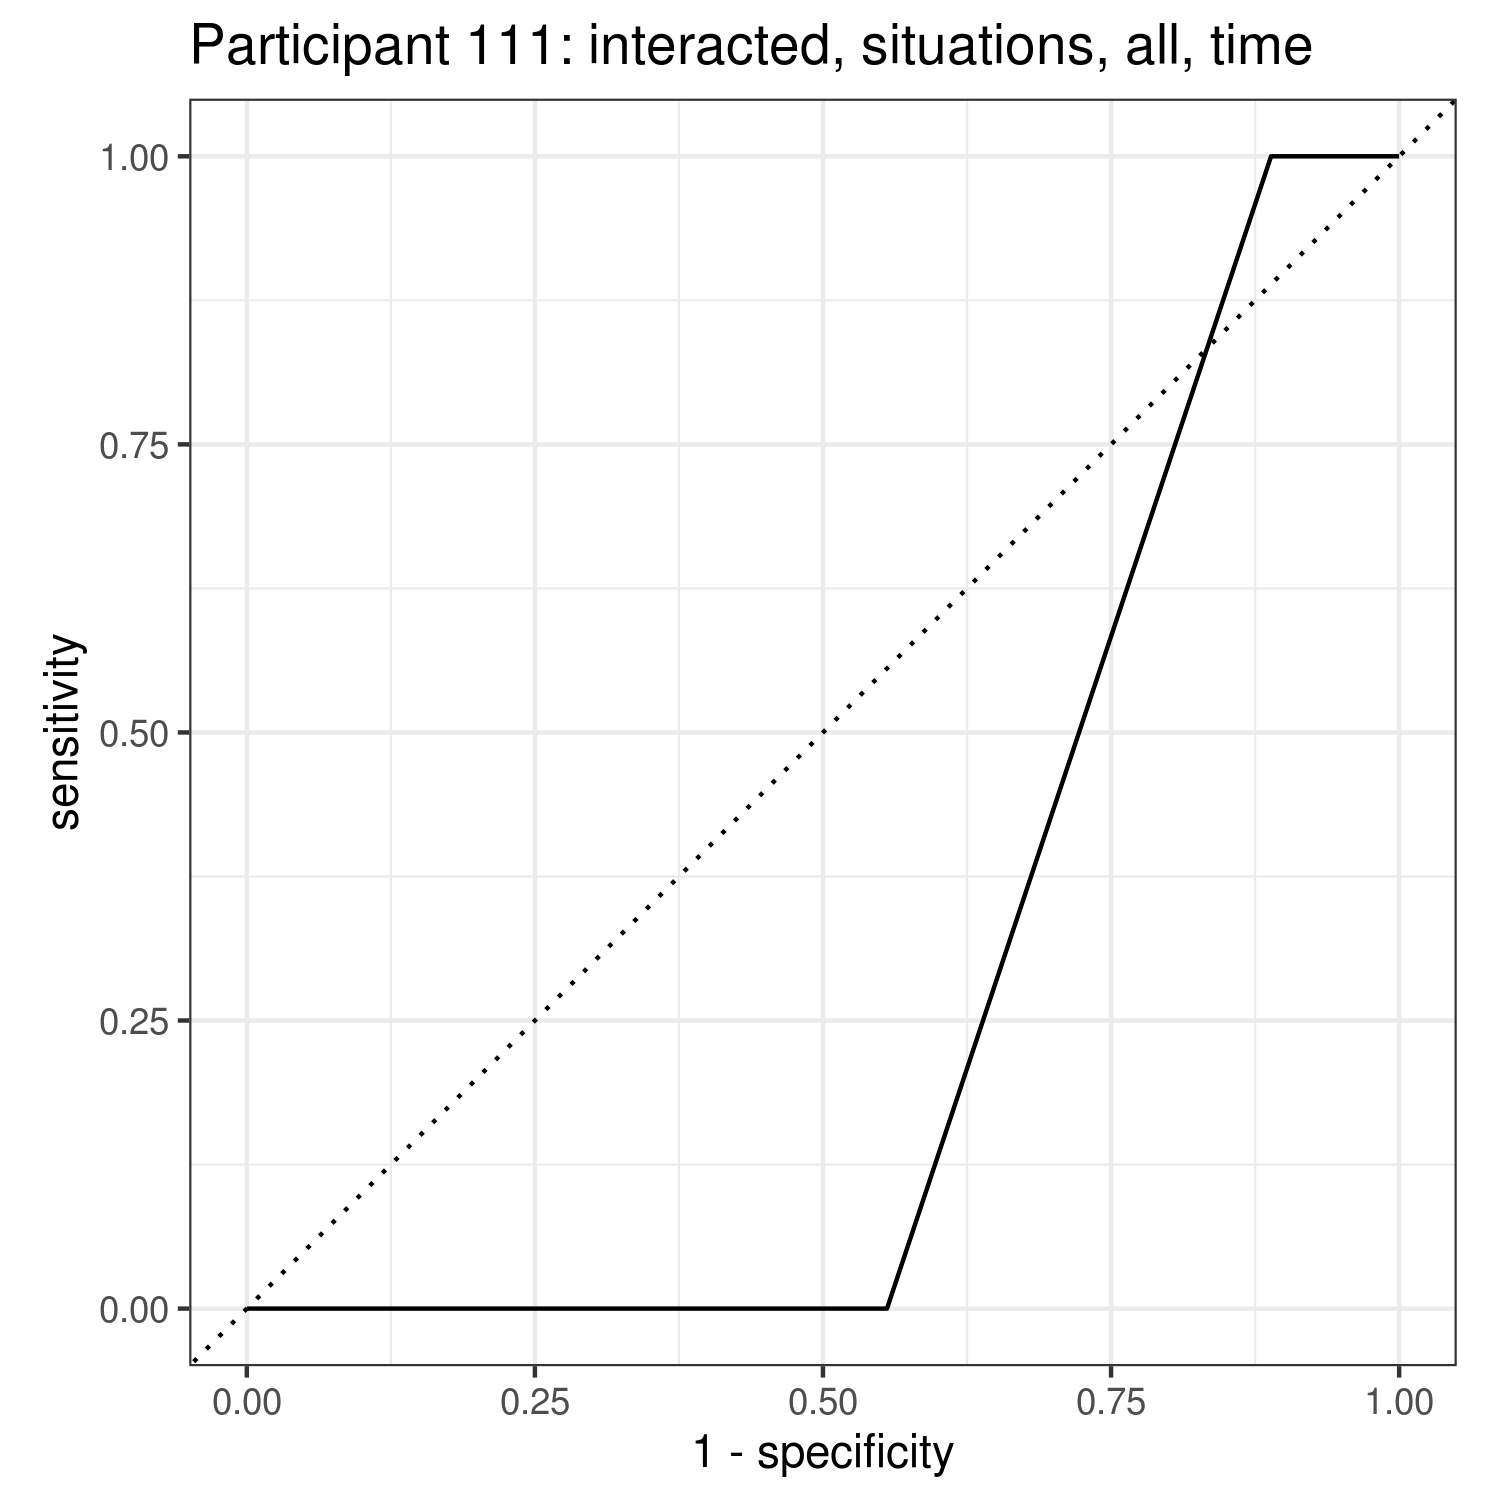 Participant 111: interacted, situations, all, time
1.00
0.75
0.50
0.25
0.00
sensitivity
0.00 0.25 0.50 0.75 1.00
1 - specificity